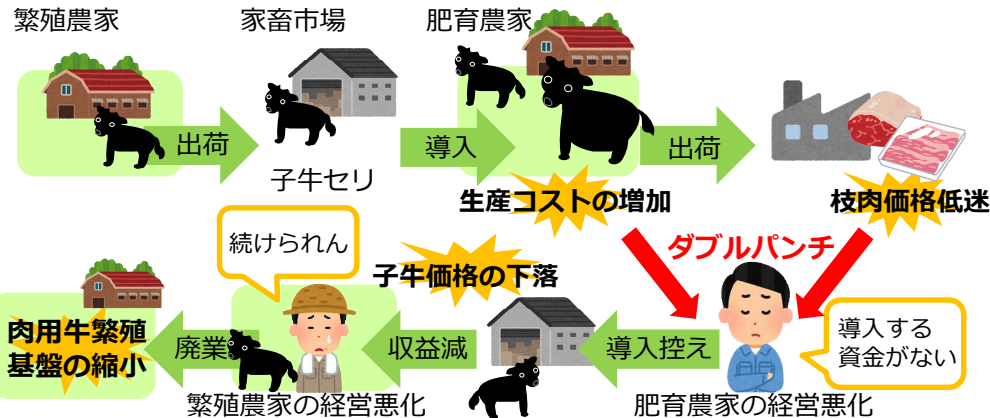 繁殖農家
家畜市場
肥育農家
出荷
導入
出荷
子牛セリ
生産コストの増加
枝肉価格低迷
ダブルパンチ
続けられん
子牛価格の下落
導入する
資金がない
肉用牛繁殖
基盤の縮小
廃業
収益減
導入控え
繁殖農家の経営悪化
肥育農家の経営悪化